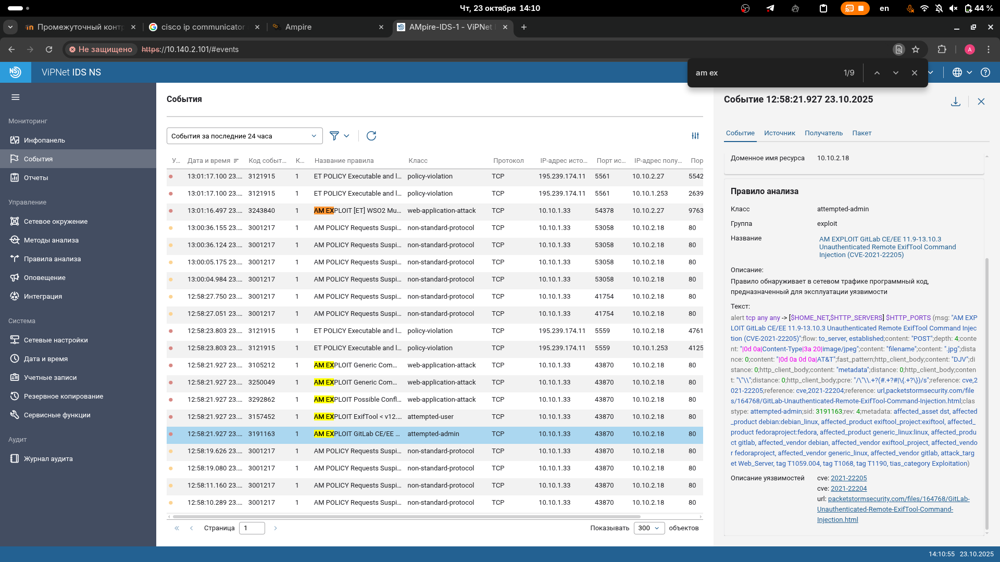 Чт, 23 октября 14:10
en
44 %
Промежуточный контр
cisco ip communicator
Ampire
AMpire-IDS-1 - ViPNet
Не защищено
https://10.140.2.101/#events
A
am ex
1/9
NS
ViPNet IDS NS
Мониторинг
Инфопанель
События
Отчеты
Управление
Сетевое окружение
Методы анализа
Правила анализа
Оповещение
Интеграция
Система
Сетевые настройки
Дата и время
Учетные записи
Резервное копирование
Сервисные функции
Аудит
Журнал аудита
События
События за последние 24 часа
У... Дата и время Код событ... К... Название правила Класс Протокол IP-адрес исто... Порт ис... IP-адрес полу... Пор
13:01:17.100 23.... 3121915 1 ET POLICY Executable and l... policy-violation TCP 195.239.174.11 5561 10.10.2.27 5542
13:01:17.100 23.... 3121915 1 ET POLICY Executable and l... policy-violation TCP 195.239.174.11 5561 10.10.1.253 2639
13:01:16.497 23.... 3243840 1 AM EXPLOIT [ET] WSO2 Mu... web-application-attack TCP 10.10.1.33 54378 10.10.2.27 9763
13:00:36.155 23.... 3001217 1 AM POLICY Requests Suspi... non-standard-protocol TCP 10.10.1.33 53058 10.10.2.18 80
13:00:36.124 23.... 3001217 1 AM POLICY Requests Suspi... non-standard-protocol TCP 10.10.1.33 53058 10.10.2.18 80
13:00:05.175 23.... 3001217 1 AM POLICY Requests Suspi... non-standard-protocol TCP 10.10.1.33 53058 10.10.2.18 80
13:00:04.984 23.... 3001217 1 AM POLICY Requests Suspi... non-standard-protocol TCP 10.10.1.33 53058 10.10.2.18 80
12:58:27.750 23.... 3001217 1 AM POLICY Requests Suspi... non-standard-protocol TCP 10.10.1.33 41754 10.10.2.18 80
12:58:27.051 23.... 3001217 1 AM POLICY Requests Suspi... non-standard-protocol TCP 10.10.1.33 41754 10.10.2.18 80
12:58:23.803 23.... 3121915 1 ET POLICY Executable and l... policy-violation TCP 195.239.174.11 5559 10.10.2.18 4761
12:58:23.803 23.... 3121915 1 ET POLICY Executable and l... policy-violation TCP 195.239.174.11 5559 10.10.1.253 4125
12:58:21.927 23.... 3105212 1 AM EXPLOIT Generic Com... web-application-attack TCP 10.10.1.33 43870 10.10.2.18 80
12:58:21.927 23.... 3250049 1 AM EXPLOIT Generic Com... web-application-attack TCP 10.10.1.33 43870 10.10.2.18 80
12:58:21.927 23.... 3292862 1 AM EXPLOIT Possible Confl... web-application-attack TCP 10.10.1.33 43870 10.10.2.18 80
12:58:21.927 23.... 3157452 1 AM EXPLOIT ExifTool < v12.... attempted-user TCP 10.10.1.33 43870 10.10.2.18 80
12:58:21.927 23.... 3191163 1 AM EXPLOIT GitLab CE/EE ... attempted-admin TCP 10.10.1.33 43870 10.10.2.18 80
12:58:19.626 23.... 3001217 1 AM POLICY Requests Suspi... non-standard-protocol TCP 10.10.1.33 43870 10.10.2.18 80
12:58:19.080 23.... 3001217 1 AM POLICY Requests Suspi... non-standard-protocol TCP 10.10.1.33 43870 10.10.2.18 80
12:58:11.160 23.... 3001217 1 AM POLICY Requests Suspi... non-standard-protocol TCP 10.10.1.33 43870 10.10.2.18 80
12:58:10.289 23.... 3001217 1 AM POLICY Requests Suspi... non-standard-protocol TCP 10.10.1.33 43870 10.10.2.18 80
Страница 1
Показывать 300 объектов
Событие 12:58:21.927 23.10.2025
Событие Источник Получатель Пакет
Доменное имя ресурса 10.10.2.18
Правило анализа
Класс attempted-admin
Группа exploit
Название AM EXPLOIT GitLab CE/EE 11.9-13.10.3
Unauthenticated Remote ExifTool Command
Injection (CVE-2021-22205)
Описание:
Правило обнаруживает в сетевом трафике программный код,
предназначенный для эксплуатации уязвимости
Текст:
alert tcp any any -> [$HOME_NET,$HTTP_SERVERS] $HTTP_PORTS (msg: "AM EXP
LOIT GitLab CE/EE 11.9-13.10.3 Unauthenticated Remote ExifTool Command Injec
tion (CVE-2021-22205)";flow: to_server, established;content: "POST";depth: 4;conte
nt: "|0d 0a|Content-Type|3a 20|image/jpeg";content: "filename";content: ".jpg";dista
nce: 0;content: "|0d 0a 0d 0a|AT&T";fast_pattern;http_client_body;content: "DJV";di
stance: 0;http_client_body;content: "metadata";distance: 0;http_client_body;conten
t: "\"\\";distance: 0;http_client_body;pcre: "/\"\\.+?(#.+?#|\{.+?\})/s";reference: cve,2
021-22205;reference: cve,2021-22204;reference: url,packetstormsecurity.com/file
s/164768/GitLab-Unauthenticated-Remote-ExifTool-Command-Injection.html;clas
stype: attempted-admin;sid: 3191163;rev: 4;metadata: affected_asset dst, affected
_product debian:debian_linux, affected_product exiftool_project:exiftool, affected_
product fedoraproject:fedora, affected_product generic_linux:linux, affected_produ
ct gitlab, affected_vendor debian, affected_vendor exiftool_project, affected_vendo
r fedoraproject, affected_vendor generic_linux, affected_vendor gitlab, attack_targ
et Web_Server, tag T1059.004, tag T1068, tag T1190, tias_category Exploitation)
Описание уязвимостей cve: 2021-22205
cve: 2021-22204
url: packetstormsecurity.com/files/164768/GitLab-
Unauthenticated-Remote-ExifTool-Command-
Injection.html
14:10:55 23.10.2025